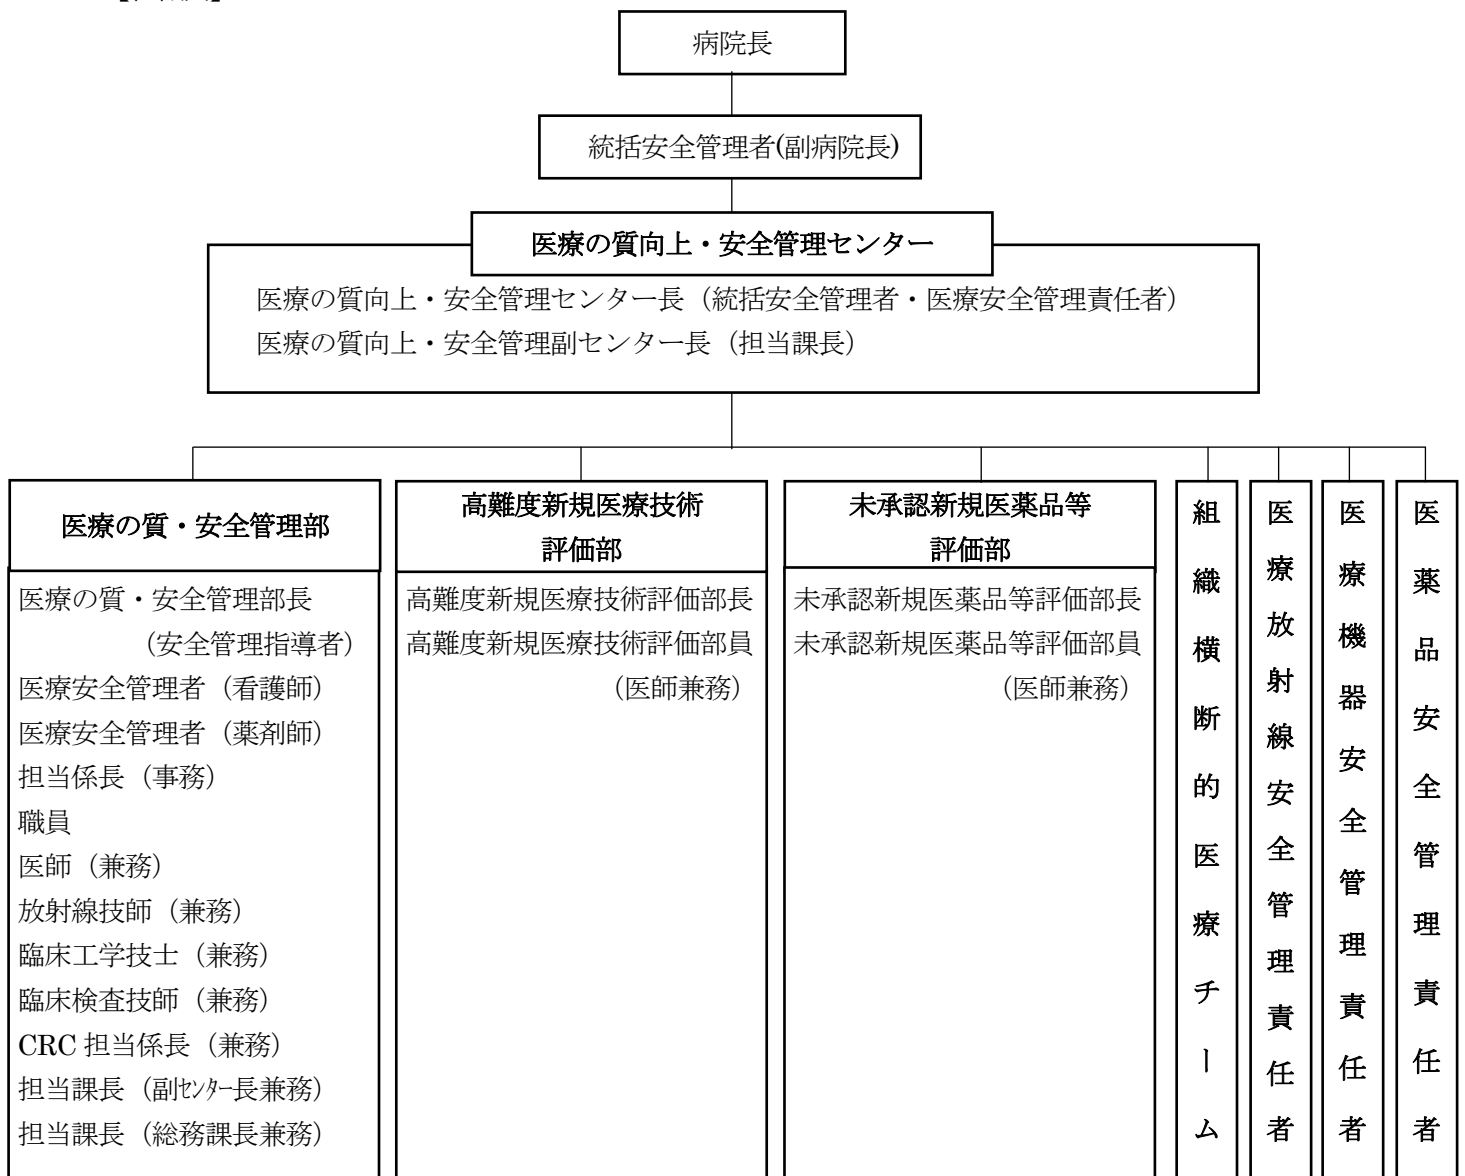 病院長
統括安全管理者(副病院長)
医療の質向上・安全管理センター
医療の質向上・安全管理センター長（統括安全管理者・医療安全管理責任者）
医療の質向上・安全管理副センター長（担当課長）
医療の質・安全管理部
医療の質・安全管理部長
（安全管理指導者）
医療安全管理者（看護師）
医療安全管理者（薬剤師）
担当係長（事務）
職員
医師（兼務）
放射線技師（兼務）
臨床工学技士（兼務）
臨床検査技師（兼務）
CRC 担当係長（兼務）
担当課長（副ｾﾝﾀｰ長兼務）
担当課長（総務課長兼務）
高難度新規医療技術
評価部
高難度新規医療技術評価部長
高難度新規医療技術評価部員
（医師兼務）
未承認新規医薬品等
評価部
未承認新規医薬品等評価部長
未承認新規医薬品等評価部員
（医師兼務）
組織横断的医療チーム
医療放射線安全管理責任者
医療機器安全管理責任者
医薬品安全管理責任者